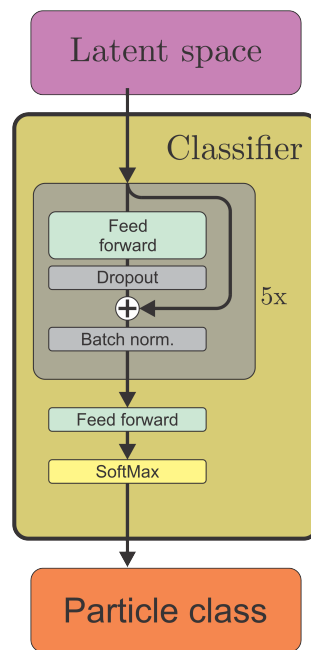 Latent space
Classifier
Feed
forward
Dropout
5x
Batch norm.
Feed forward
SoftMax
Particle class